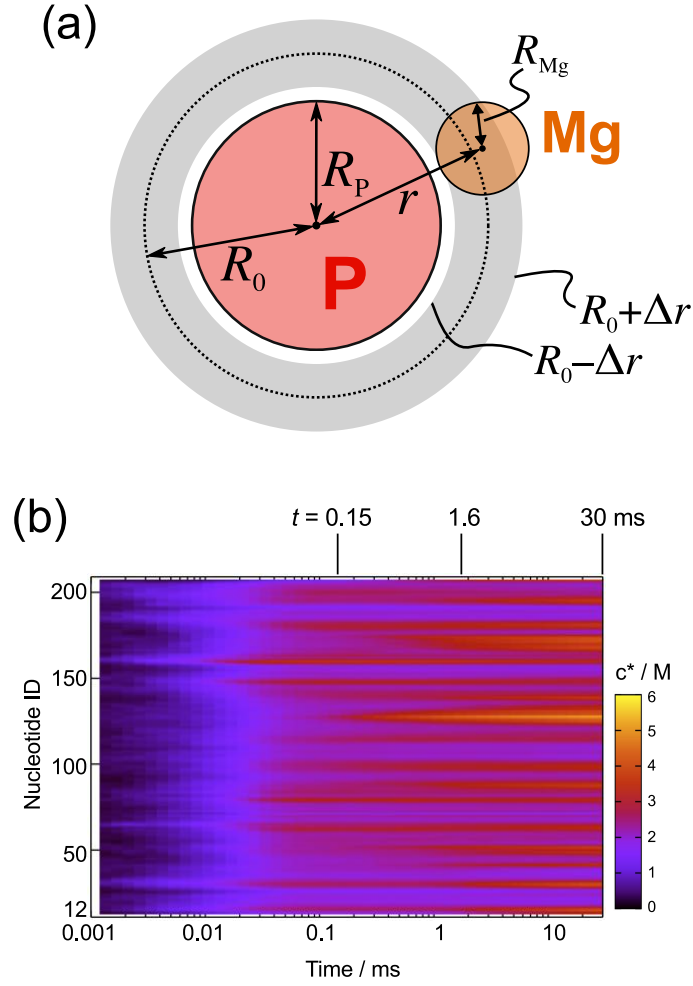 (a)
R_Mg
Mg
R_P
r
R_0
P
R_0+Δr
R_0−Δr
(b)
t = 0.15
1.6
30 ms
200
150
100
50
12
Nucleotide ID
0.001
0.01
0.1
1
10
Time / ms
c* / M
6
5
4
3
2
1
0